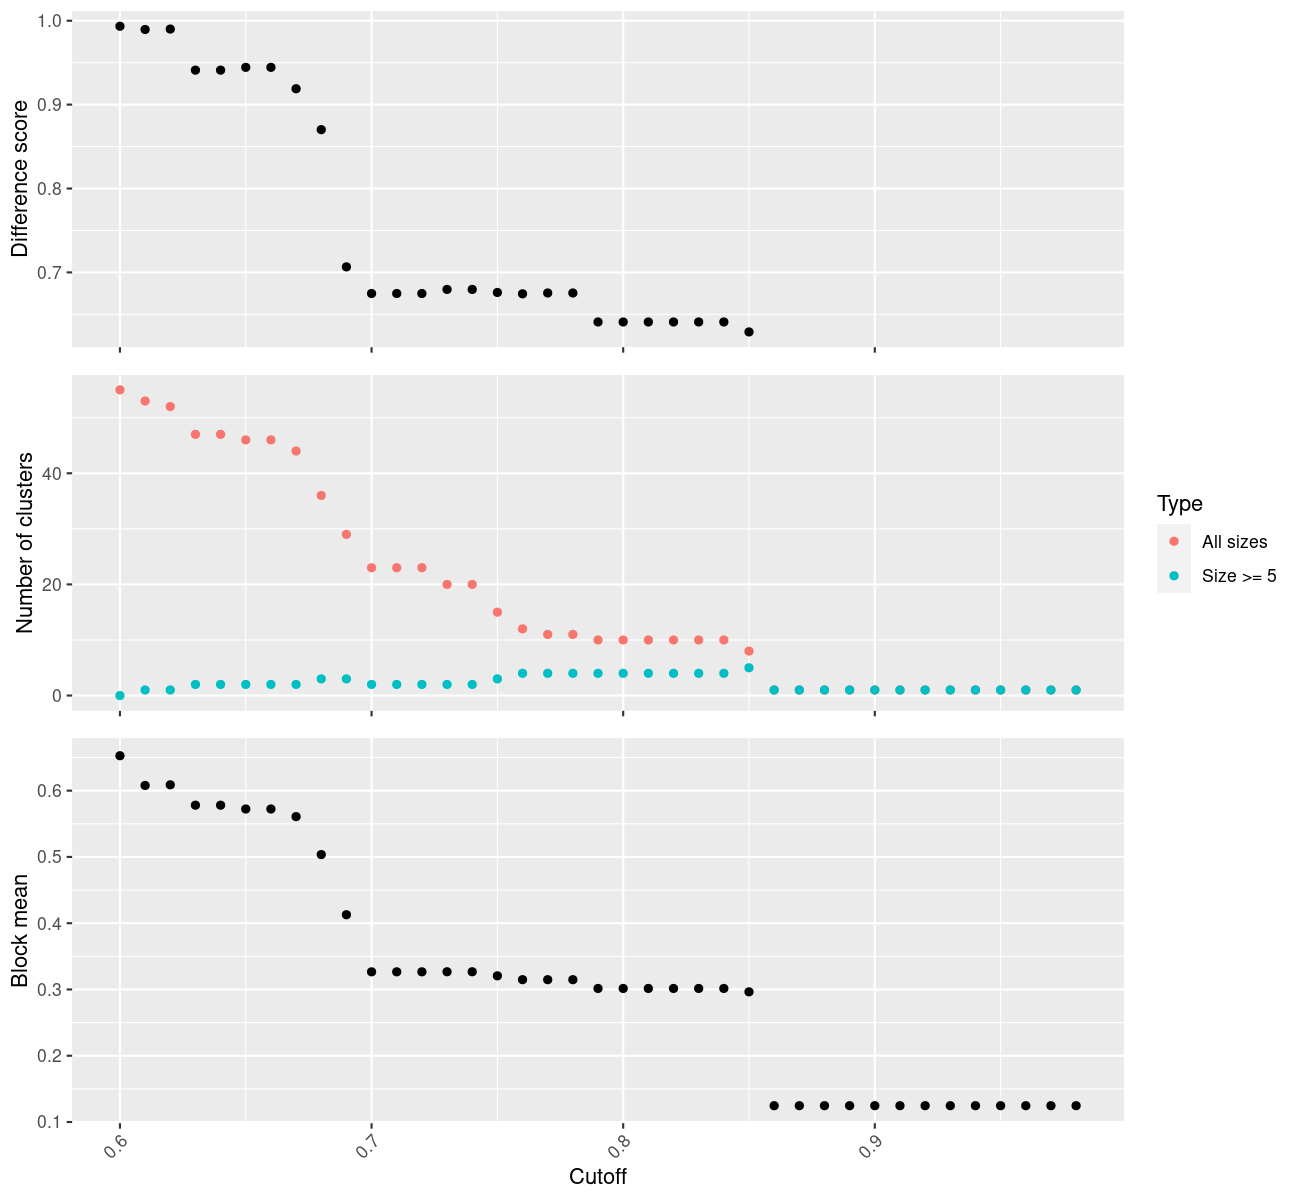 Difference score
1.0
0.9
0.8
0.7
Number of clusters
40
20
0
Type
All sizes
Size >= 5
Block mean
0.6
0.5
0.4
0.3
0.2
0.1
0.6 0.7 0.8 0.9
Cutoff